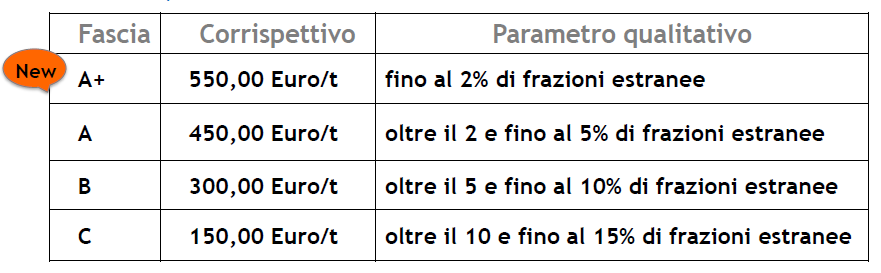 Fascia Corrispettivo Parametro qualitativo
New
A+ 550,00 Euro/t fino al 2% di frazioni estranee
A 450,00 Euro/t oltre il 2 e fino al 5% di frazioni estranee
B 300,00 Euro/t oltre il 5 e fino al 10% di frazioni estranee
C 150,00 Euro/t oltre il 10 e fino al 15% di frazioni estranee